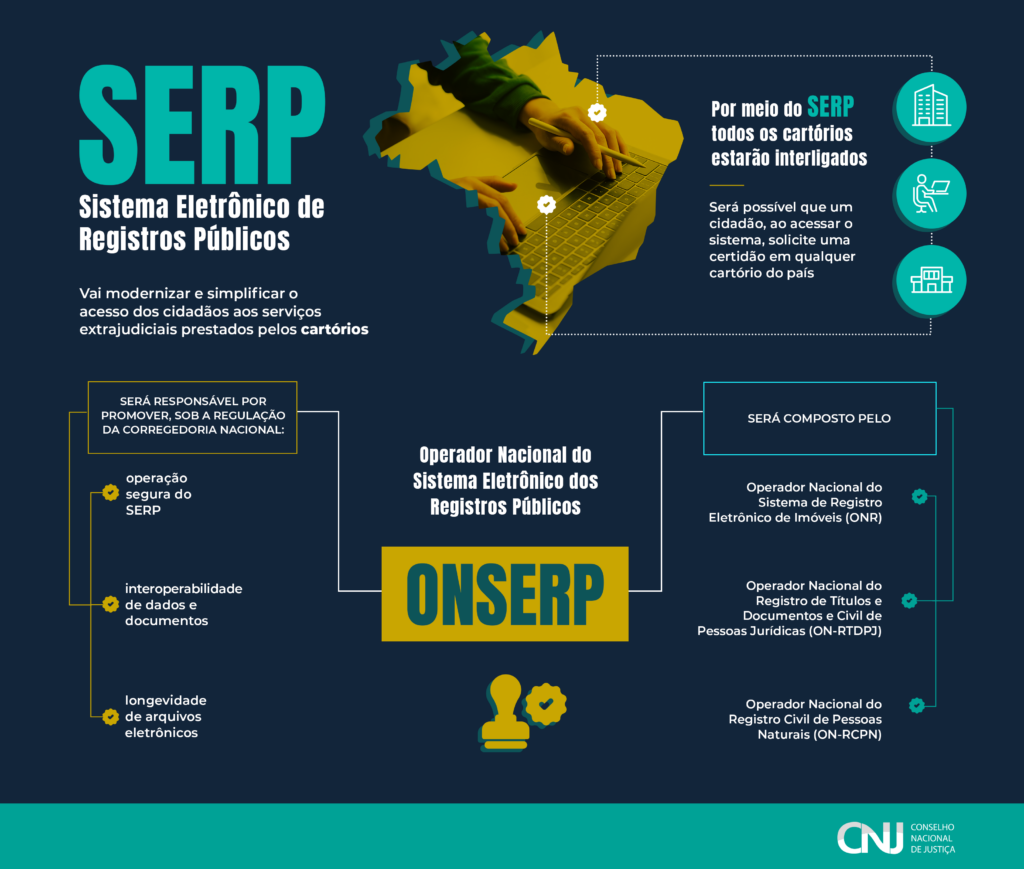 SERP
Sistema Eletrônico de
Registros Públicos
Vai modernizar e simplificar o
acesso dos cidadãos aos serviços
extrajudiciais prestados pelos cartórios
Por meio do SERP
todos os cartórios
estarão interligados
Será possível que um
cidadão, ao acessar o
sistema, solicite uma
certidão em qualquer
cartório do país
SERÁ RESPONSÁVEL POR
PROMOVER, SOB A REGULAÇÃO
DA CORREGEDORIA NACIONAL:
operação
segura do
SERP
interoperabilidade
de dados e
documentos
longevidade
de arquivos
eletrônicos
Operador Nacional do
Sistema Eletrônico dos
Registros Públicos
ONSERP
SERÁ COMPOSTO PELO
Operador Nacional do
Sistema de Registro
Eletrônico de Imóveis (ONR)
Operador Nacional do
Registro de Títulos e
Documentos e Civil de
Pessoas Jurídicas (ON-RTDPJ)
Operador Nacional do
Registro Civil de Pessoas
Naturais (ON-RCPN)
CNJ
CONSELHO
NACIONAL
DE JUSTIÇA